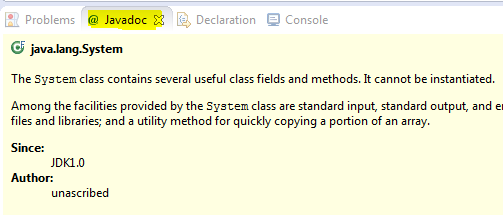 Problems @ Javadoc Declaration Console
java.lang.System
The System class contains several useful class fields and methods. It cannot be instantiated.
Among the facilities provided by the System class are standard input, standard output, and
files and libraries; and a utility method for quickly copying a portion of an array.
Since:
JDK1.0
Author:
unascribed